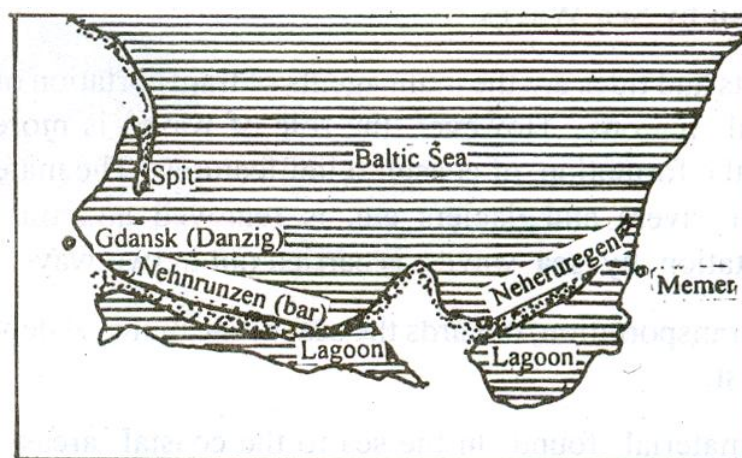 Baltic Sea
Spit
Gdansk (Danzig)
Nehnrunzen (bar)
Neheruregen
Memer
Lagoon
Lagoon